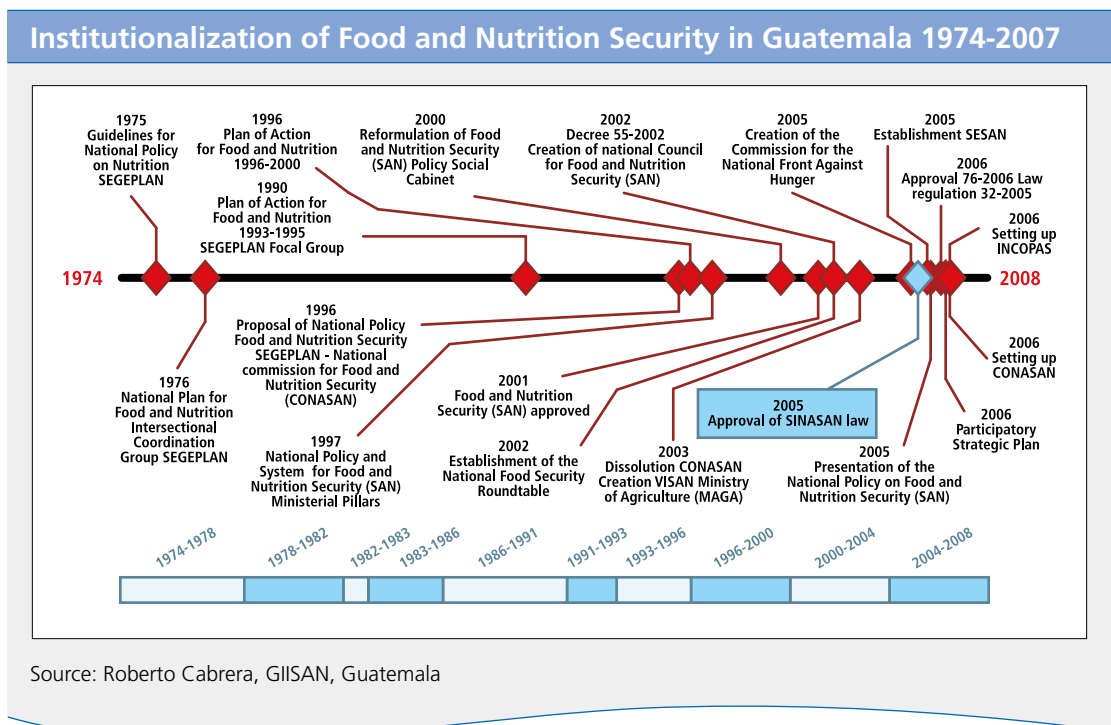 Institutionalization of Food and Nutrition Security in Guatemala 1974-2007
1975
Guidelines for
National Policy
on Nutrition
SEGEPLAN
1996
Plan of Action
for Food and Nutrition
1996-2000
1990
Plan of Action for
Food and Nutrition
1993-1995
SEGEPLAN Focal Group
2000
Reformulation of Food
and Nutrition Security
(SAN) Policy Social
Cabinet
2002
Decree 55-2002
Creation of national Council
for Food and Nutrition
Security (SAN)
2005
Creation of the
Commission for the
National Front Against
Hunger
2005
Establishment SESAN
2006
Approval 76-2006 Law
regulation 32-2005
2006
Setting up
INCOPAS
1974
2008
1976
National Plan for
Food and Nutrition
Intersectional
Coordination
Group SEGEPLAN
1996
Proposal of National Policy
Food and Nutrition Security
SEGEPLAN - National
commission for Food and
Nutrition Security
(CONASAN)
1997
National Policy and
System for Food and
Nutrition Security (SAN)
Ministerial Pillars
2001
Food and Nutrition
Security (SAN) approved
2002
Establishment of the
National Food Security
Roundtable
2003
Dissolution CONASAN
Creation VISAN Ministry
of Agriculture (MAGA)
2005
Approval of SINASAN law
2005
Presentation of the
National Policy on Food and
Nutrition Security (SAN)
2006
Participatory
Strategic Plan
2006
Setting up
CONASAN
1974-1978
1978-1982
1982-1983
1983-1986
1986-1991
1991-1993
1993-1996
1996-2000
2000-2004
2004-2008
Source: Roberto Cabrera, GIISAN, Guatemala